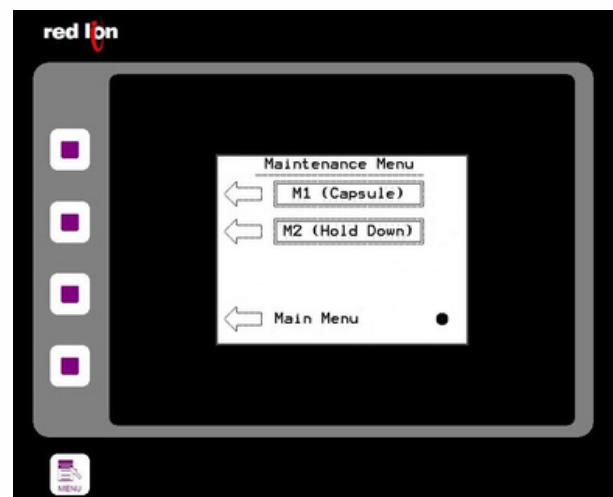 red lion
Maintenance Menu
M1 (Capsule)
M2 (Hold Down)
Main Menu
MENU